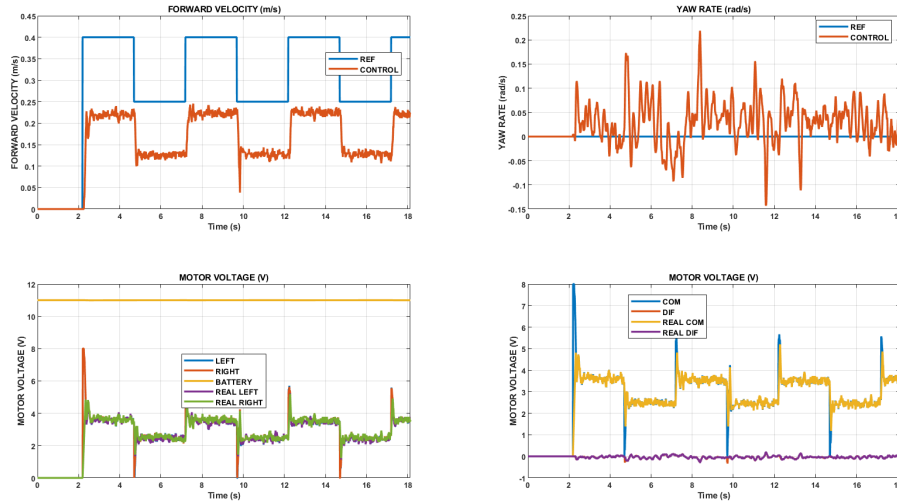 FORWARD VELOCITY (m/s)
FORWARD VELOCITY (m/s)
0.45
0.4
0.35
0.3
0.25
0.2
0.15
0.1
0.05
0
REF
CONTROL
0 2 4 6 8 10 12 14 16 18
Time (s)
YAW RATE (rad/s)
YAW RATE (rad/s)
0.25
0.2
0.15
0.1
0.05
0
-0.05
-0.1
-0.15
REF
CONTROL
0 2 4 6 8 10 12 14 16 18
Time (s)
MOTOR VOLTAGE (V)
MOTOR VOLTAGE (V)
12
10
8
6
4
2
0
LEFT
RIGHT
BATTERY
REAL LEFT
REAL RIGHT
0 2 4 6 8 10 12 14 16 18
Time (s)
MOTOR VOLTAGE (V)
MOTOR VOLTAGE (V)
8
7
6
5
4
3
2
1
0
-1
COM
DIF
REAL COM
REAL DIF
0 2 4 6 8 10 12 14 16 18
Time (s)